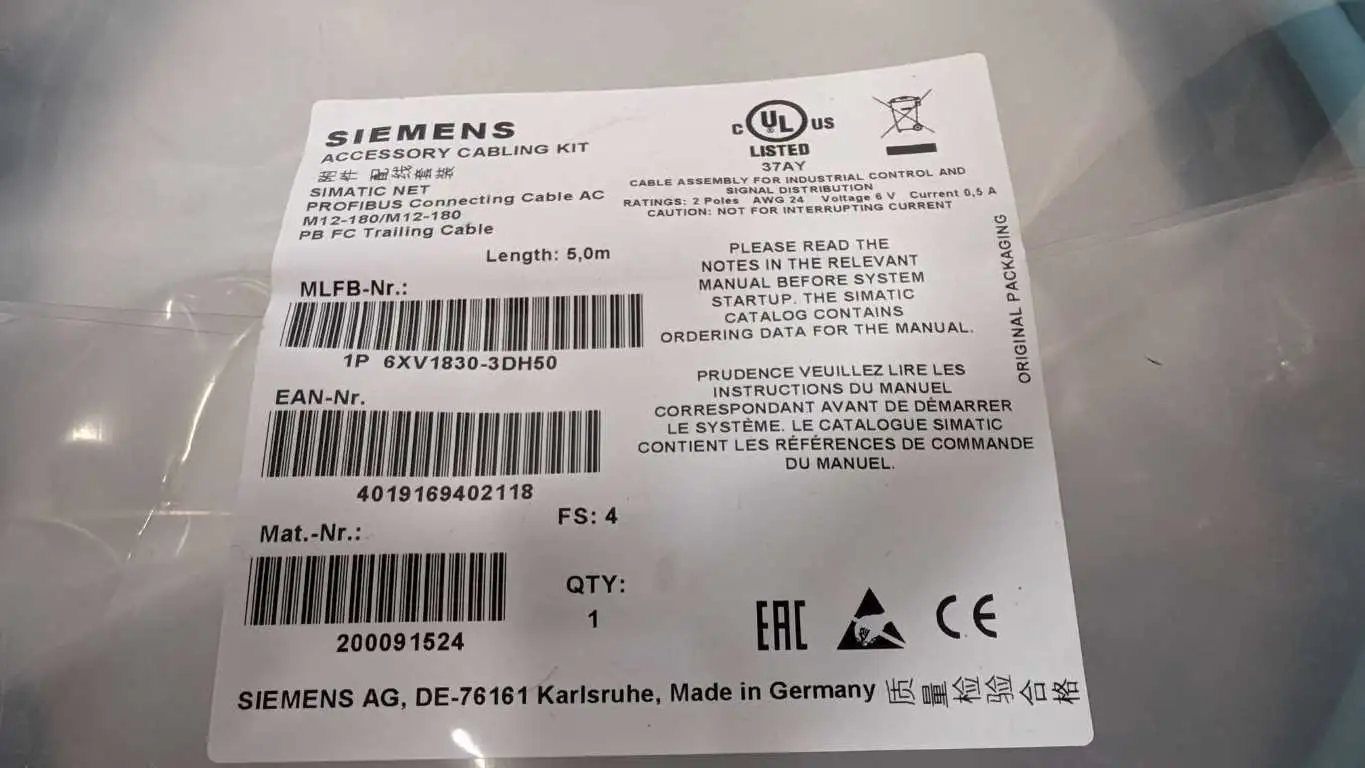 SIEMENS
ACCESSORY CABLING KIT
附件 电线套装
SIMATIC NET
PROFIBUS Connecting Cable AC
M12-180/M12-180
PB FC Trailing Cable
Length: 5,0m
MLFB-Nr.:
1P 6XV1830-3DH50
EAN-Nr.
4019169402118
FS: 4
Mat.-Nr.:
QTY:
1
200091524
C UL US
LISTED
37AY
CABLE ASSEMBLY FOR INDUSTRIAL CONTROL AND
SIGNAL DISTRIBUTION
RATINGS: 2 Poles AWG 24 Voltage 6 V Current 0,5 A
CAUTION: NOT FOR INTERRUPTING CURRENT
PLEASE READ THE
NOTES IN THE RELEVANT
MANUAL BEFORE SYSTEM
STARTUP. THE SIMATIC
CATALOG CONTAINS
ORDERING DATA FOR THE MANUAL.
PRUDENCE VEUILLEZ LIRE LES
INSTRUCTIONS DU MANUEL
CORRESPONDANT AVANT DE DÉMARRER
LE SYSTÈME. LE CATALOGUE SIMATIC
CONTIENT LES RÉFÉRENCES DE COMMANDE
DU MANUEL.
ORIGINAL PACKAGING
EAC
CE
SIEMENS AG, DE-76161 Karlsruhe, Made in Germany 质量检验合格